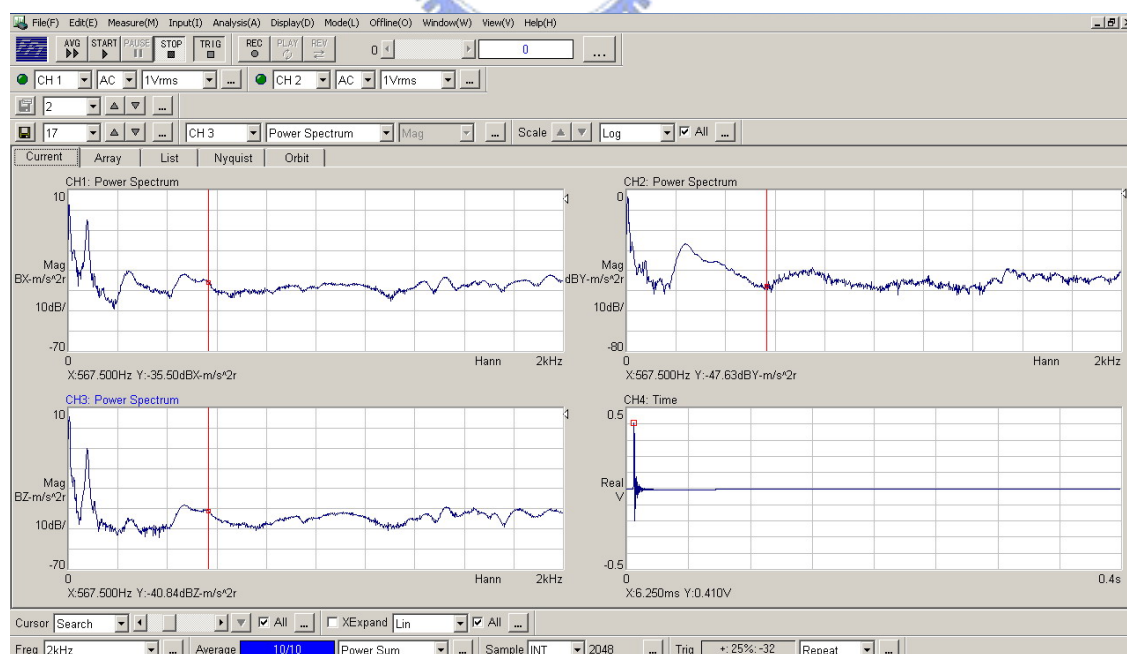 File(F) Edit(E) Measure(M) Input(I) Analysis(A) Display(D) Mode(L) Offline(O) Window(W) View(V) Help(H)
AVG START PAUSE STOP TRIG REC PLAY REV 0 0 ...
CH 1 AC 1Vrms ... CH 2 AC 1Vrms ...
2 ...
17 ... CH 3 Power Spectrum Mag ... Scale Log All ...
Current Array List Nyquist Orbit
CH1: Power Spectrum
10
Mag
BX-m/s^2r
10dB/
-70
0 Hann 2kHz
X:567.500Hz Y:-35.50dBX-m/s^2r
CH2: Power Spectrum
0
Mag
dBY-m/s^2r
10dB/
-80
0 Hann 2kHz
X:567.500Hz Y:-47.63dBY-m/s^2r
CH3: Power Spectrum
10
Mag
BZ-m/s^2r
10dB/
-70
0 Hann 2kHz
X:567.500Hz Y:-40.84dBZ-m/s^2r
CH4: Time
0.5
Real
V
-0.5
0 0.4s
X:6.250ms Y:0.410V
Cursor Search All ... XExpand Lin All ...
Freq 2kHz ... Average 10/10 Power Sum ... Sample INT 2048 ... Trig +: 25%:-32 Repeat ...